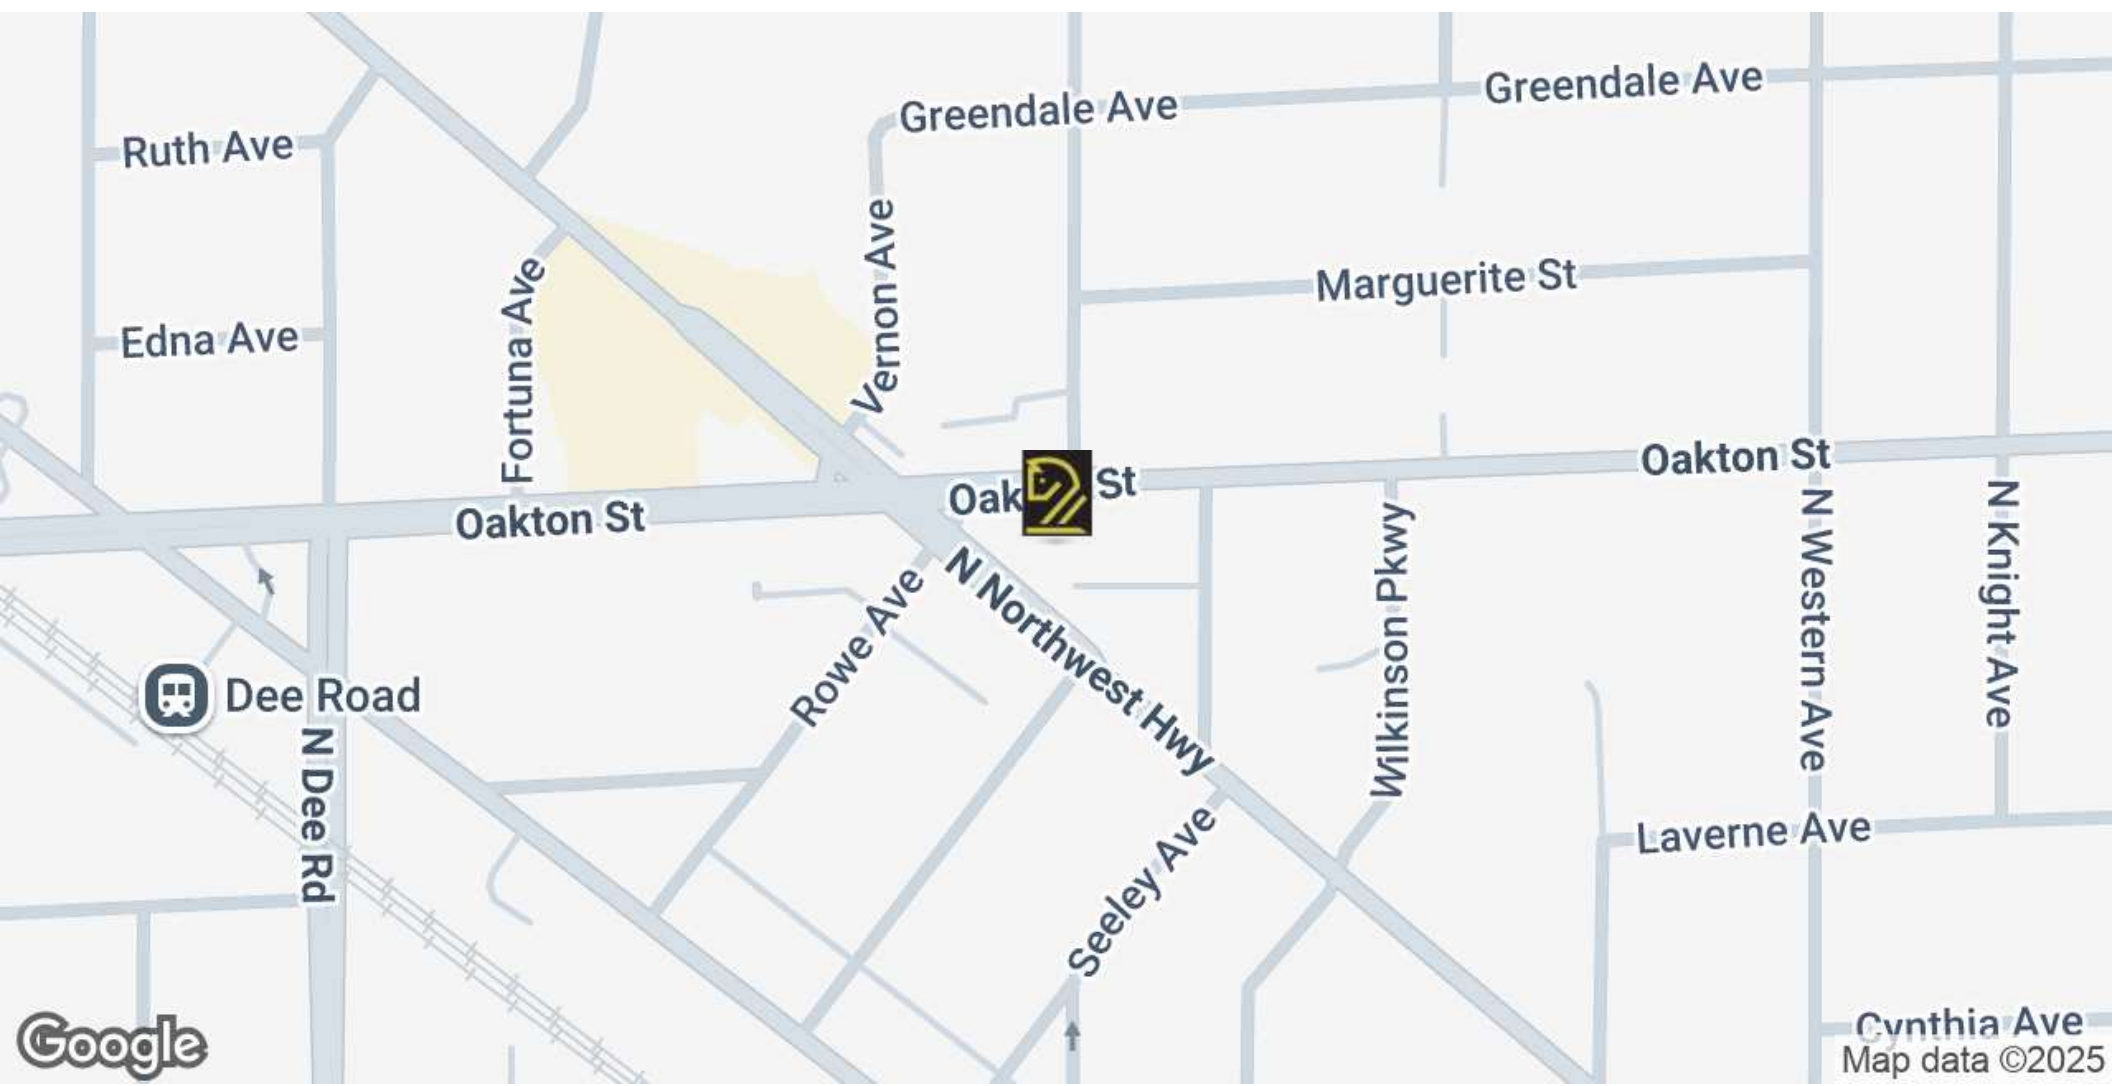 Greendale Ave
Greendale Ave
Ruth Ave
Vernon Ave
Marguerite St
Fortuna Ave
Edna Ave
Oakton St
Oak St
Oakton St
N Northwest Hwy
Rowe Ave
Wilkinson Pkwy
N Western Ave
N Knight Ave
Dee Road
N Dee Rd
Seeley Ave
Laverne Ave
Cynthia Ave
Google
Map data ©2025